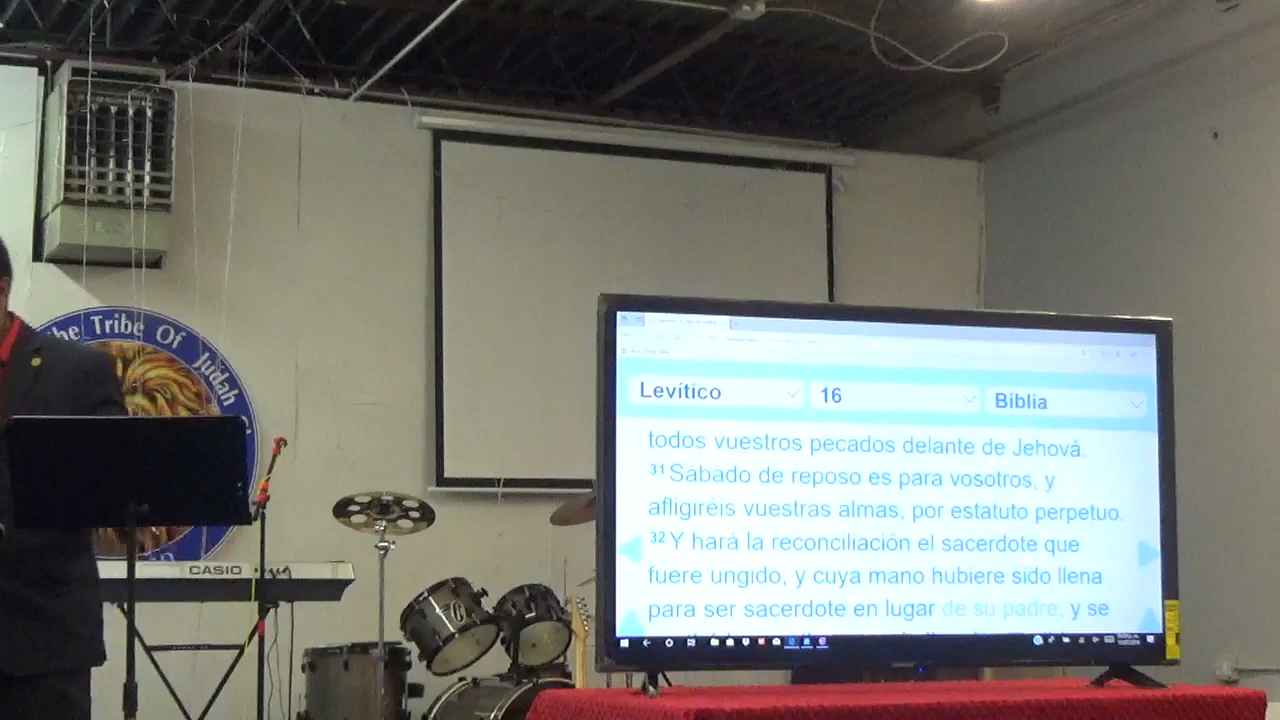 The Tribe Of Judah
CASIO
Levítico
16
Biblia
todos vuestros pecados delante de Jehová.
31 Sabado de reposo es para vosotros, y
afligiréis vuestras almas, por estatuto perpetuo.
32 Y hará la reconciliación el sacerdote que
fuere ungido, y cuya mano hubiere sido llena
para ser sacerdote en lugar de su padre, y se